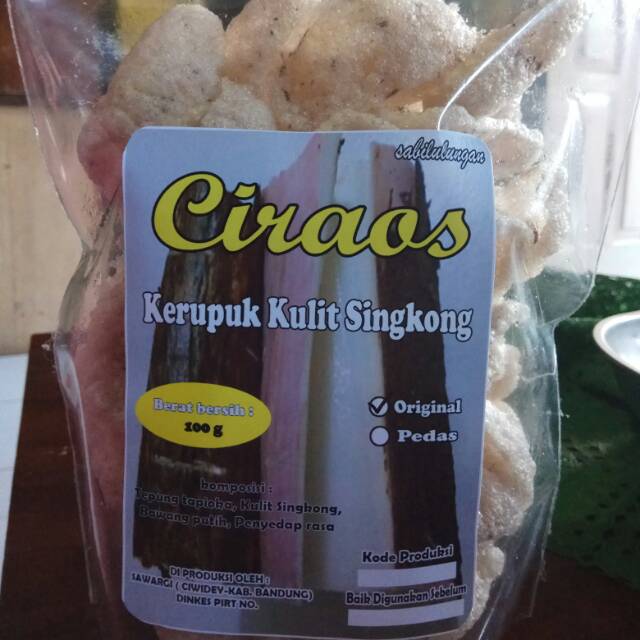 sabilulungan
Ciraos
Kerupuk Kulit Singkong
Berat bersih :
100 g
Original
Pedas
komposisi :
Tepung tapioka, Kulit Singkong,
Bawang putih, Penyedap rasa
Kode Produksi
DI PRODUKSI OLEH :
SAWARGI ( CIWIDEY-KAB. BANDUNG)
DINKES PIRT NO.
Baik Digunakan Sebelum